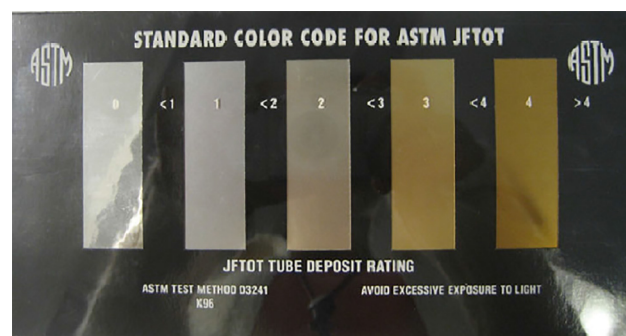 STANDARD COLOR CODE FOR ASTM JFTOT
ASTM
ASTM
0 <1 1 <2 2 <3 3 <4 4 >4
JFTOT TUBE DEPOSIT RATING
ASTM TEST METHOD D3241
K96
AVOID EXCESSIVE EXPOSURE TO LIGHT